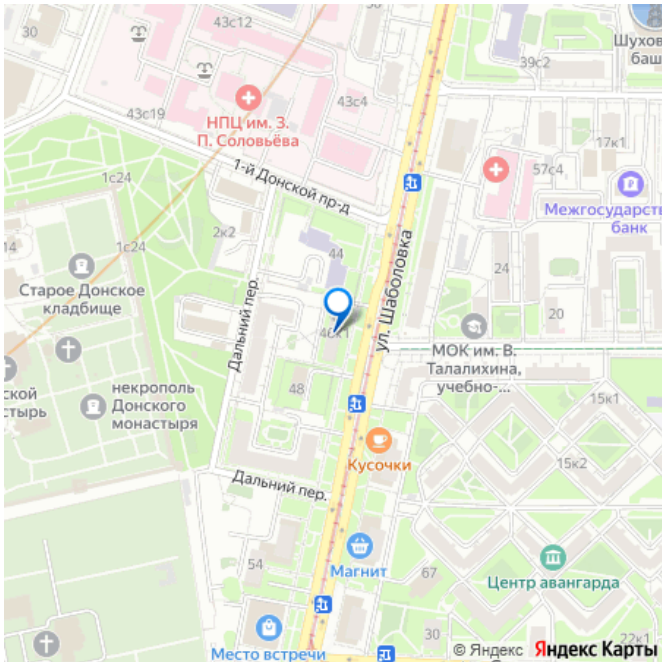 30
43с12
43с4
39с2
Шухов
баш
43с19
НПЦ им. З.
П. Соловьёва
17к1
57с4
1-й Донской пр-д
1с24
Межгосударств
банк
2к2
1с24
44
14
Старое Донское
кладбище
ул. Шаболовка
24
Дальний пер.
20
46к1
МОК им. В.
Талалихина,
учебно-...
ской
стырь
некрополь
Донского
монастыря
48
15к1
Кусочки
15к2
Дальний пер.
54
Магнит
67
Центр авангарда
30
22к1
Место встречи
© Яндекс Яндекс Карты